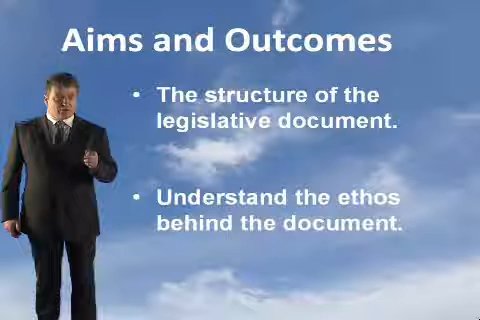 Aims and Outcomes
• The structure of the
legislative document.
• Understand the ethos
behind the document.